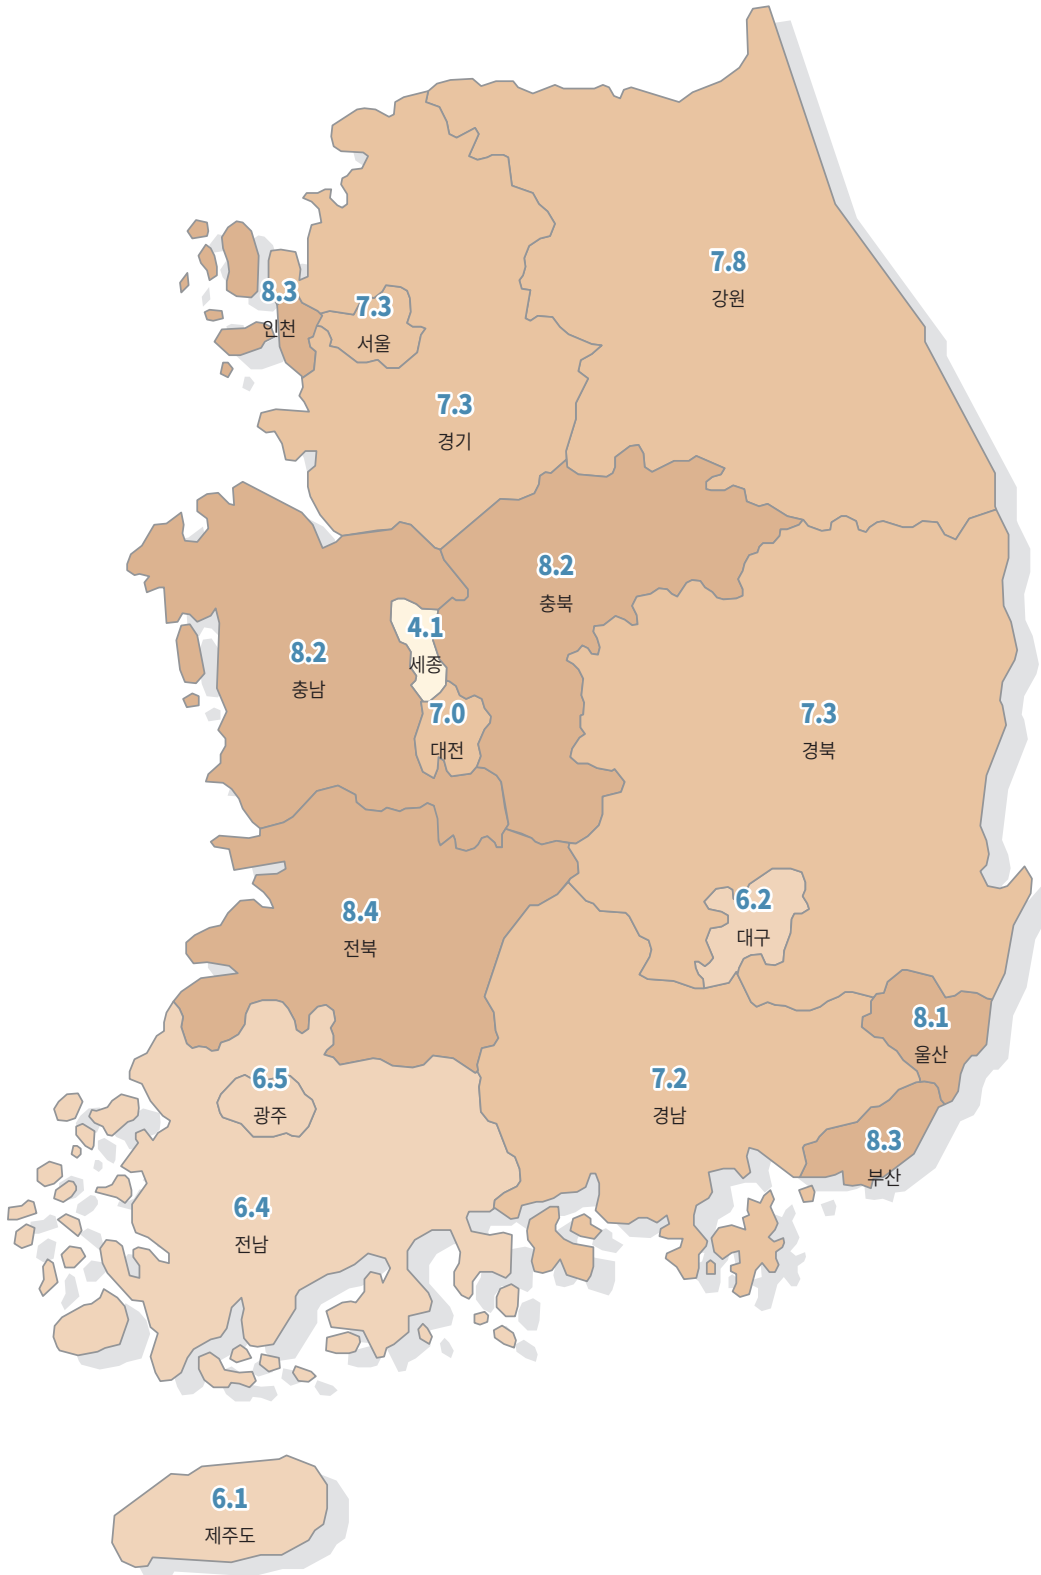 7.8
강원
8.3
인천
7.3
서울
7.3
경기
8.2
충북
4.1
세종
8.2
충남
7.0
대전
7.3
경북
6.2
대구
8.4
전북
8.1
울산
6.5
광주
7.2
경남
8.3
부산
6.4
전남
6.1
제주도